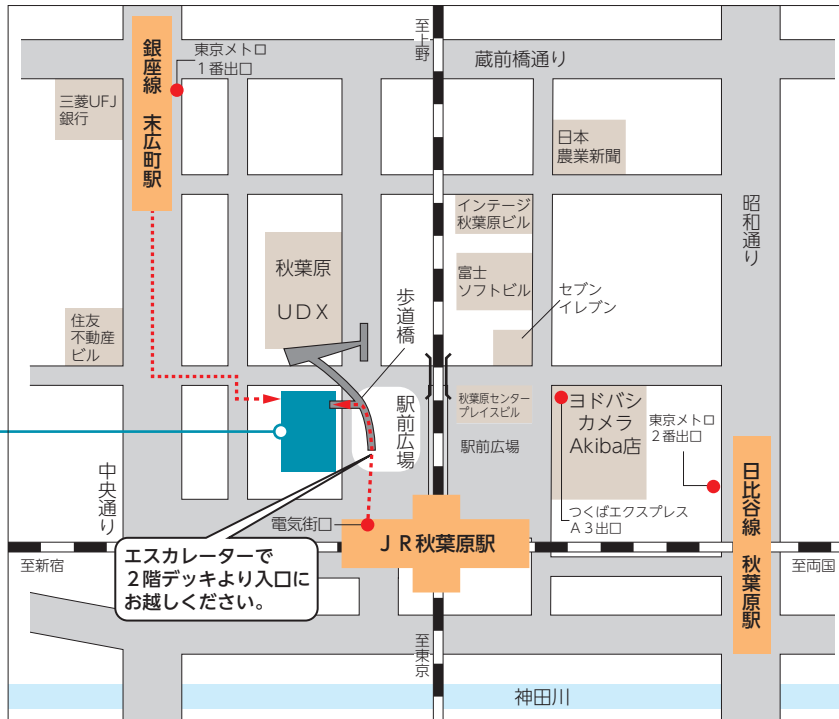 至上野
蔵前橋通り
銀座線 末広町駅
東京メトロ
1番出口
三菱UFJ
銀行
日本
農業新聞
昭和通り
インテージ
秋葉原ビル
秋葉原
UDX
富士
ソフトビル
歩道橋
セブン
イレブン
住友
不動産
ビル
駅前広場
秋葉原センター
プレイスビル
駅前広場
ヨドバシ
カメラ
Akiba店
東京メトロ
2番出口
中央通り
つくばエクスプレス
A3出口
日比谷線 秋葉原駅
電気街口
JR秋葉原駅
エスカレーターで
2階デッキより入口に
お越しください。
至新宿
至両国
至東京
神田川